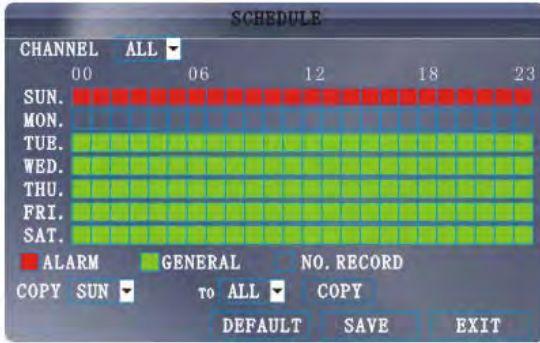 SCHEDULE
CHANNEL ALL
00 06 12 18 23
SUN.
MON.
TUE.
WED.
THU.
FRI.
SAT.
ALARM GENERAL NO. RECORD
COPY SUN TO ALL COPY
DEFAULT SAVE EXIT